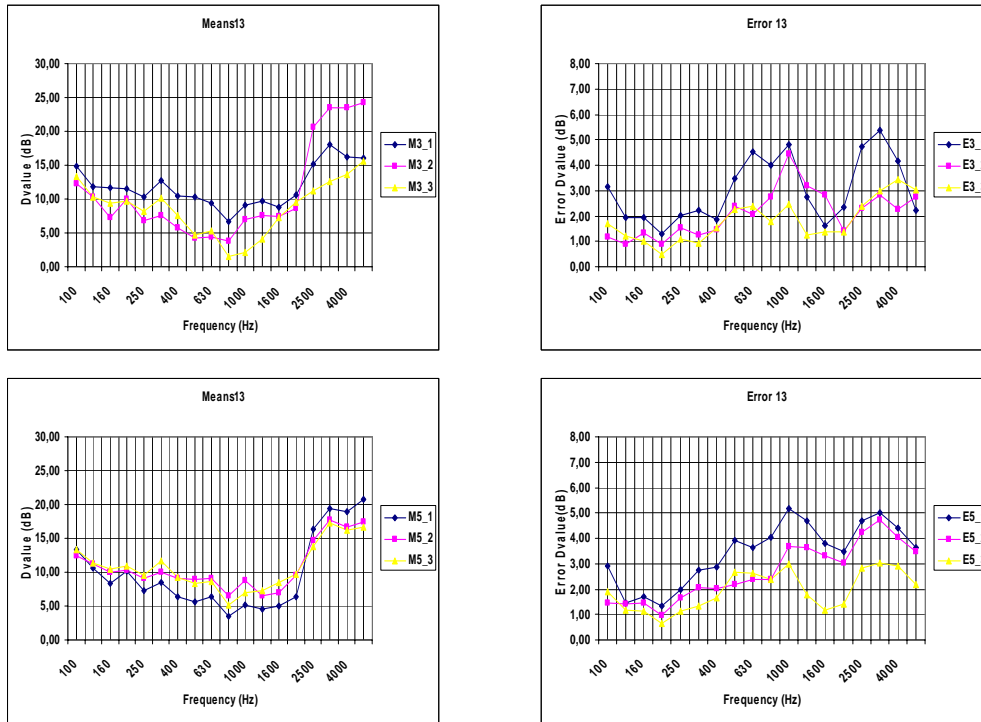 Means13
Dvalue (dB)
30,00
25,00
20,00
15,00
10,00
5,00
0,00
100
160
250
400
630
1000
1600
2500
4000
Frequency (Hz)
M3_1
M3_2
M3_3
Error 13
Error Dvalue (dB)
8,00
7,00
6,00
5,00
4,00
3,00
2,00
1,00
0,00
100
160
250
400
630
1000
1600
2500
4000
Frequency (Hz)
E3_
E3_
E3_
Means13
Dvalue (dB)
30,00
25,00
20,00
15,00
10,00
5,00
0,00
100
160
250
400
630
1000
1600
2500
4000
Frequency (Hz)
M5_1
M5_2
M5_3
Error 13
Error Dvalue(dB)
8,00
7,00
6,00
5,00
4,00
3,00
2,00
1,00
0,00
100
160
250
400
630
1000
1600
2500
4000
Frequency (Hz)
E5_
E5_
E5_